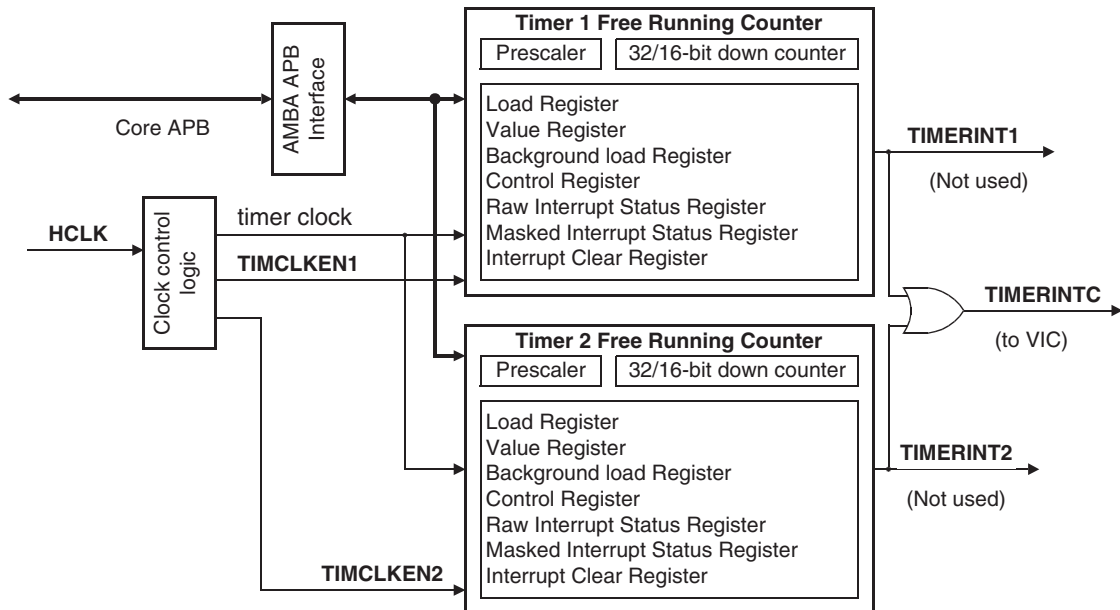 Timer 1 Free Running Counter
Prescaler
32/16-bit down counter
AMBA APB
Interface
Core APB
Load Register
Value Register
Background load Register
Control Register
Raw Interrupt Status Register
Masked Interrupt Status Register
Interrupt Clear Register
TIMERINT1
(Not used)
HCLK
Clock control
logic
timer clock
TIMCLKEN1
TIMERINTC
(to VIC)
Timer 2 Free Running Counter
Prescaler
32/16-bit down counter
Load Register
Value Register
Background load Register
Control Register
Raw Interrupt Status Register
Masked Interrupt Status Register
Interrupt Clear Register
TIMERINT2
(Not used)
TIMCLKEN2